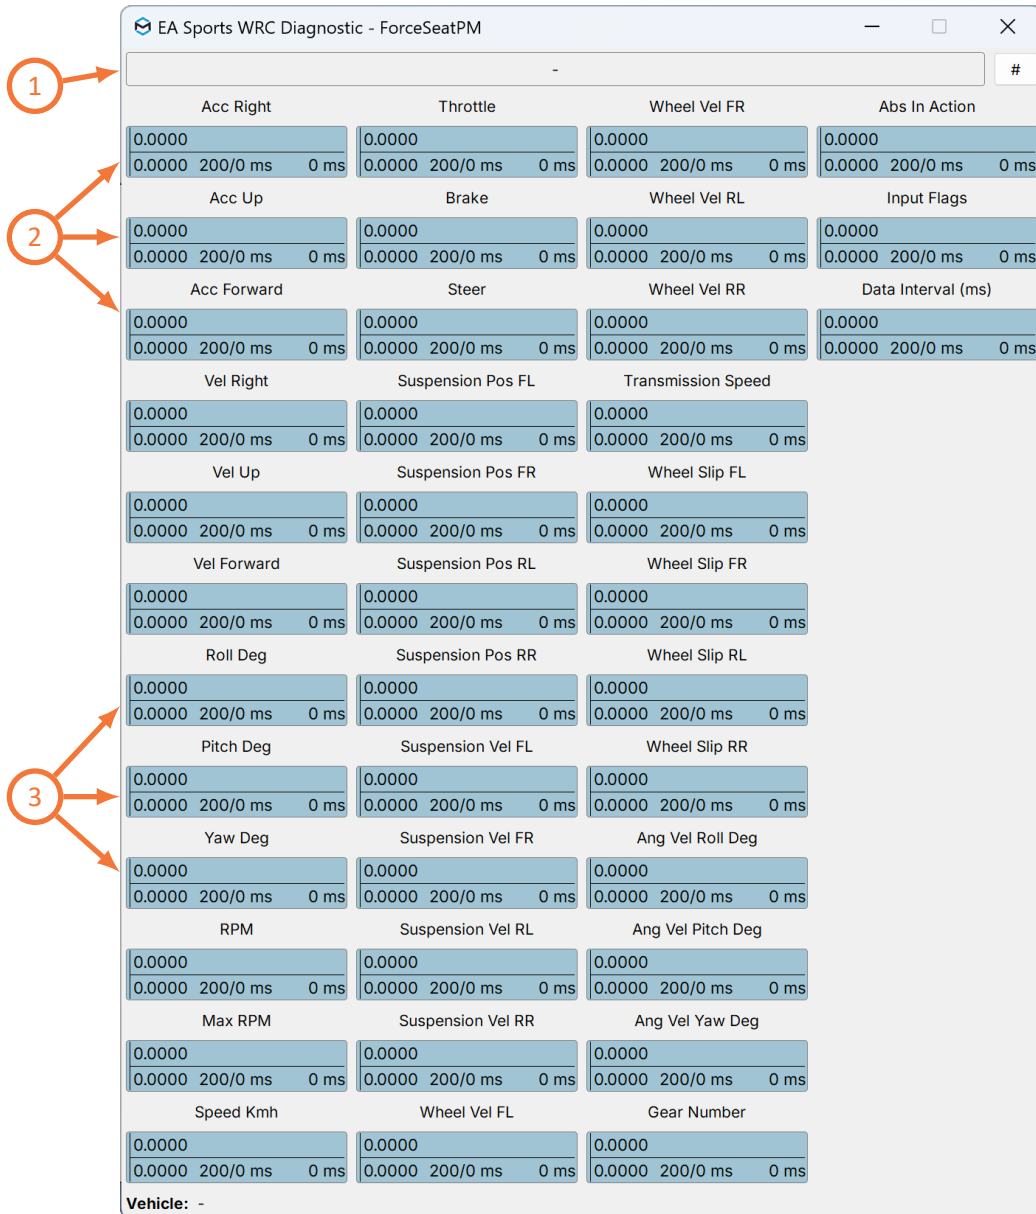 EA Sports WRC Diagnostic - ForceSeatPM
1
-
#
Acc Right Throttle Wheel Vel FR Abs In Action
0.0000 0.0000 0.0000 0.0000
0.0000 200/0 ms 0 ms 0.0000 200/0 ms 0 ms 0.0000 200/0 ms 0 ms 0.0000 200/0 ms 0 ms
Acc Up Brake Wheel Vel RL Input Flags
2
0.0000 0.0000 0.0000 0.0000
0.0000 200/0 ms 0 ms 0.0000 200/0 ms 0 ms 0.0000 200/0 ms 0 ms 0.0000 200/0 ms 0 ms
Acc Forward Steer Wheel Vel RR Data Interval (ms)
0.0000 0.0000 0.0000 0.0000
0.0000 200/0 ms 0 ms 0.0000 200/0 ms 0 ms 0.0000 200/0 ms 0 ms 0.0000 200/0 ms 0 ms
Vel Right Suspension Pos FL Transmission Speed
0.0000 0.0000 0.0000
0.0000 200/0 ms 0 ms 0.0000 200/0 ms 0 ms 0.0000 200/0 ms 0 ms
Vel Up Suspension Pos FR Wheel Slip FL
0.0000 0.0000 0.0000
0.0000 200/0 ms 0 ms 0.0000 200/0 ms 0 ms 0.0000 200/0 ms 0 ms
Vel Forward Suspension Pos RL Wheel Slip FR
0.0000 0.0000 0.0000
0.0000 200/0 ms 0 ms 0.0000 200/0 ms 0 ms 0.0000 200/0 ms 0 ms
Roll Deg Suspension Pos RR Wheel Slip RL
0.0000 0.0000 0.0000
0.0000 200/0 ms 0 ms 0.0000 200/0 ms 0 ms 0.0000 200/0 ms 0 ms
Pitch Deg Suspension Vel FL Wheel Slip RR
3
0.0000 0.0000 0.0000
0.0000 200/0 ms 0 ms 0.0000 200/0 ms 0 ms 0.0000 200/0 ms 0 ms
Yaw Deg Suspension Vel FR Ang Vel Roll Deg
0.0000 0.0000 0.0000
0.0000 200/0 ms 0 ms 0.0000 200/0 ms 0 ms 0.0000 200/0 ms 0 ms
RPM Suspension Vel RL Ang Vel Pitch Deg
0.0000 0.0000 0.0000
0.0000 200/0 ms 0 ms 0.0000 200/0 ms 0 ms 0.0000 200/0 ms 0 ms
Max RPM Suspension Vel RR Ang Vel Yaw Deg
0.0000 0.0000 0.0000
0.0000 200/0 ms 0 ms 0.0000 200/0 ms 0 ms 0.0000 200/0 ms 0 ms
Speed Kmh Wheel Vel FL Gear Number
0.0000 0.0000 0.0000
0.0000 200/0 ms 0 ms 0.0000 200/0 ms 0 ms 0.0000 200/0 ms 0 ms
Vehicle: -